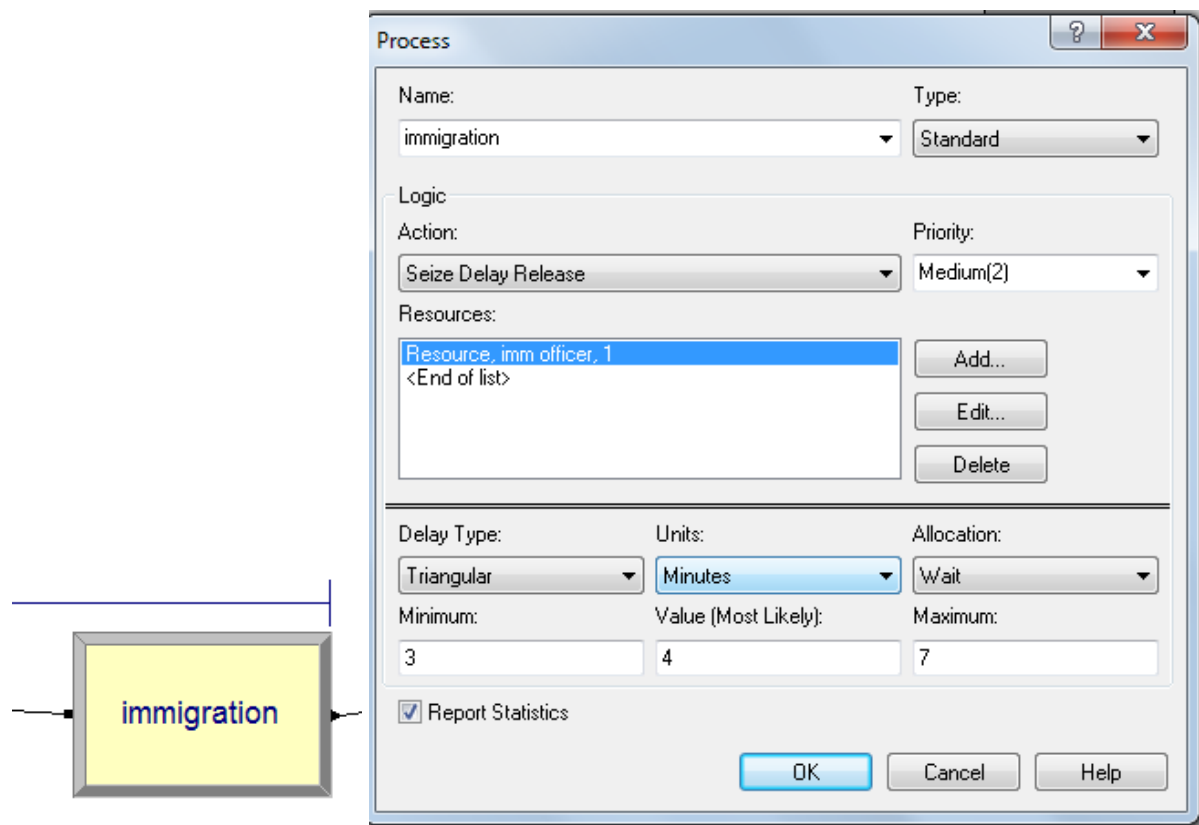 Process
?
X
Name:
Type:
immigration
Standard
Logic
Action:
Priority:
Seize Delay Release
Medium(2)
Resources:
Resource, imm officer, 1
<End of list>
Add...
Edit...
Delete
Delay Type:
Units:
Allocation:
Triangular
Minutes
Wait
Minimum:
Value (Most Likely):
Maximum:
3
4
7
immigration
Report Statistics
OK
Cancel
Help